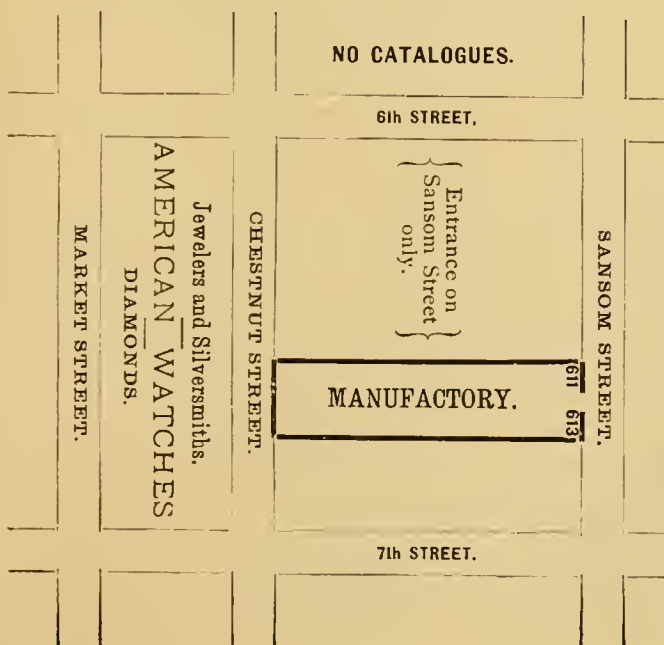 NO CATALOGUES.
6th STREET,
MARKET STREET.
Jewelers and Silversmiths.
AMERICAN WATCHES
DIAMONDS.
CHESTNUT STREET.
Entrance on
Sansom Street
only.
MANUFACTORY.
611
613
SANSOM STREET.
7th STREET.